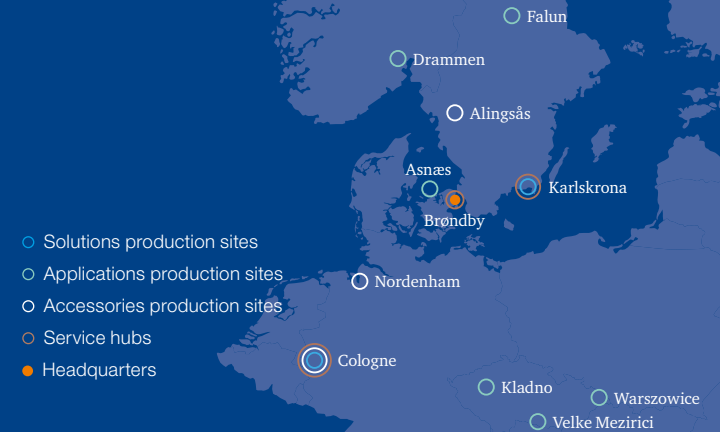 Falun
Drammen
Alingsås
Asnæs
Karlskrona
Brøndby
Solutions production sites
Applications production sites
Nordenham
Accessories production sites
Service hubs
Cologne
Headquarters
Kladno
Warszowice
Velke Mezirici